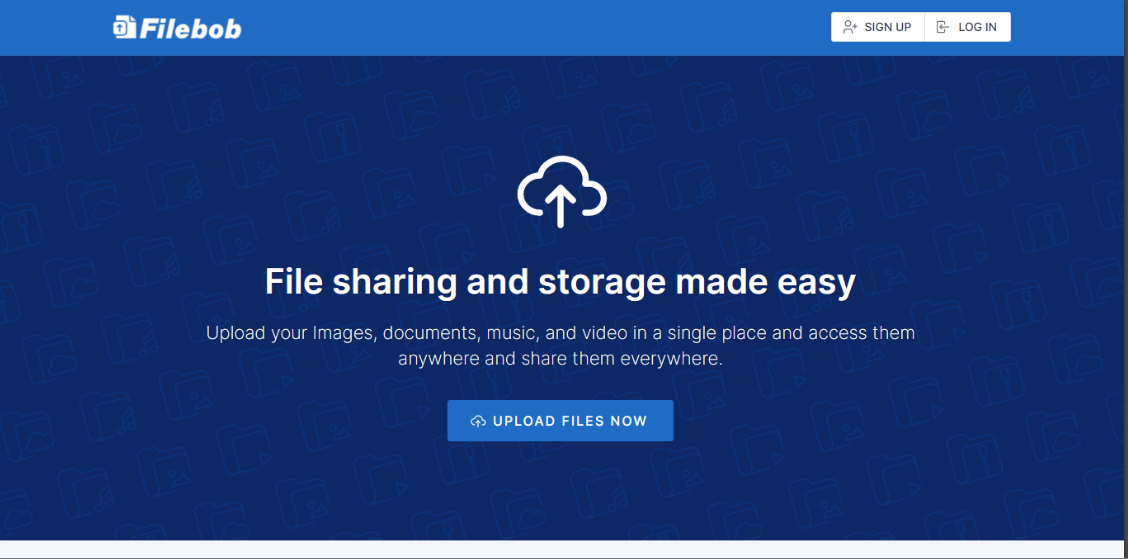 Filebob
SIGN UP
LOG IN
File sharing and storage made easy
Upload your Images, documents, music, and video in a single place and access them
anywhere and share them everywhere.
UPLOAD FILES NOW